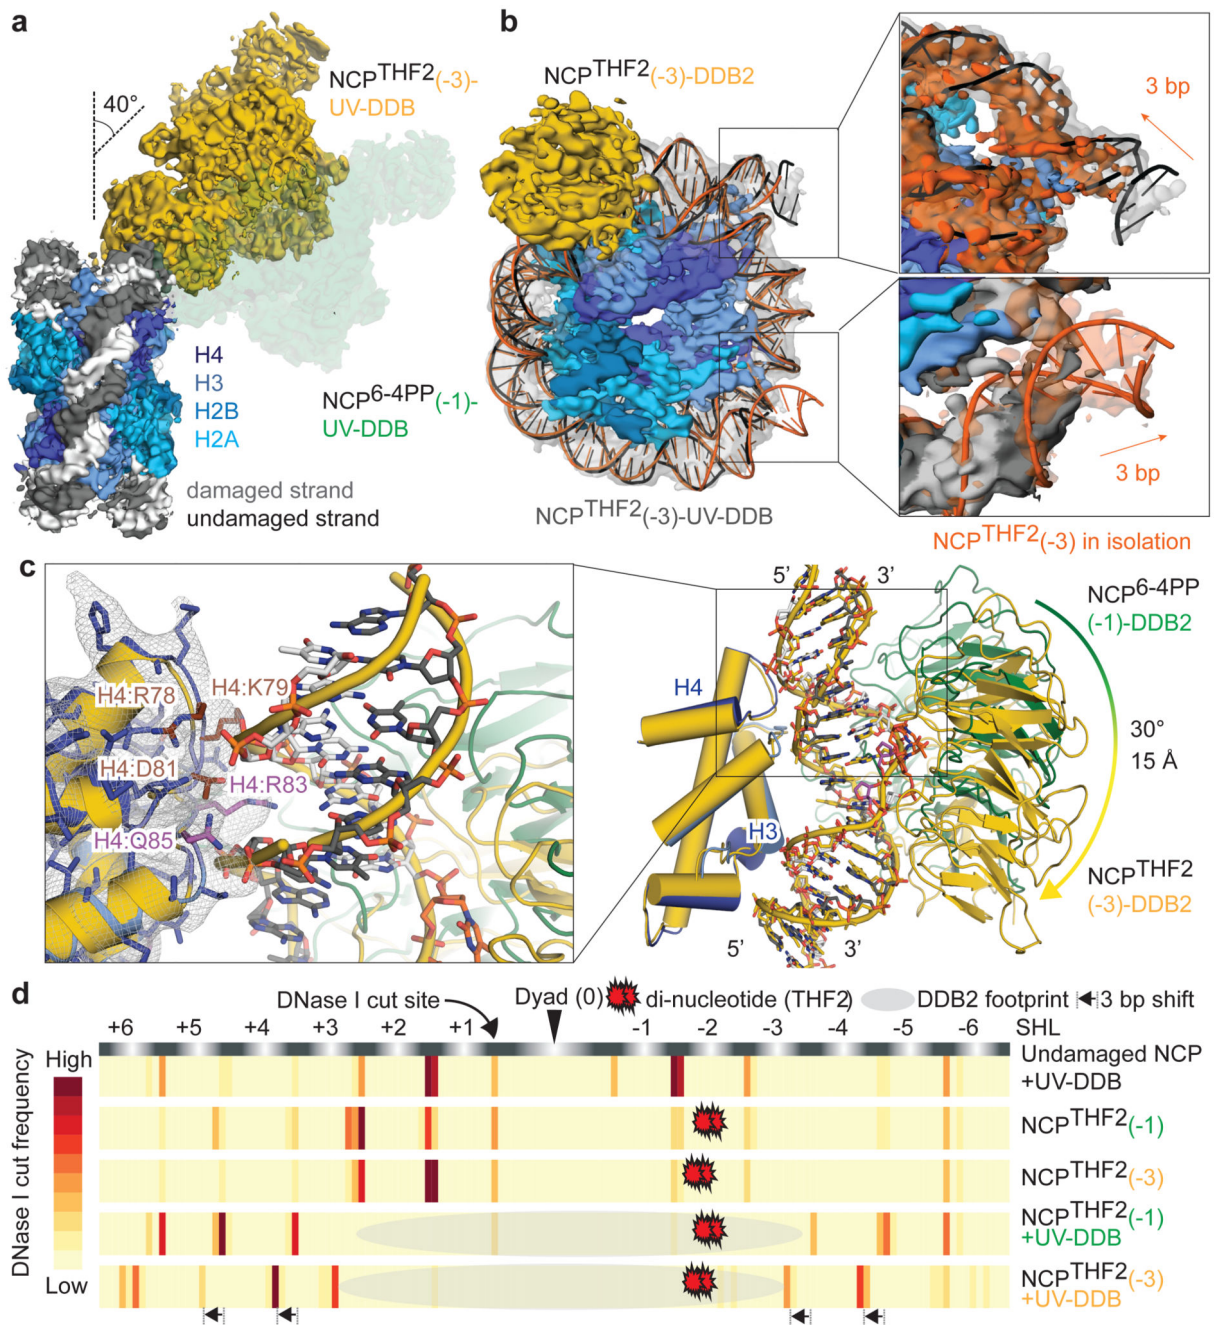 a
NCPTHF2(-3)-
UV-DDB
40°
H4
H3
H2B
H2A
NCP6-4PP(-1)-
UV-DDB
damaged strand
undamaged strand
b
NCPTHF2(-3)-DDB2
NCPTHF2(-3)-UV-DDB
3 bp
3 bp
NCPTHF2(-3) in isolation
c
H4:R78
H4:K79
H4:D81
H4:R83
H4:Q85
5’
3’
H4
H3
5’
3’
NCP6-4PP
(-1)-DDB2
30°
15 Å
NCPTHF2
(-3)-DDB2
d
DNase I cut site
Dyad (0)
di-nucleotide (THF2)
DDB2 footprint
3 bp shift
+6 +5 +4 +3 +2 +1 -1 -2 -3 -4 -5 -6 SHL
DNase I cut frequency
High
Low
Undamaged NCP
+UV-DDB
NCPTHF2(-1)
NCPTHF2(-3)
NCPTHF2(-1)
+UV-DDB
NCPTHF2(-3)
+UV-DDB